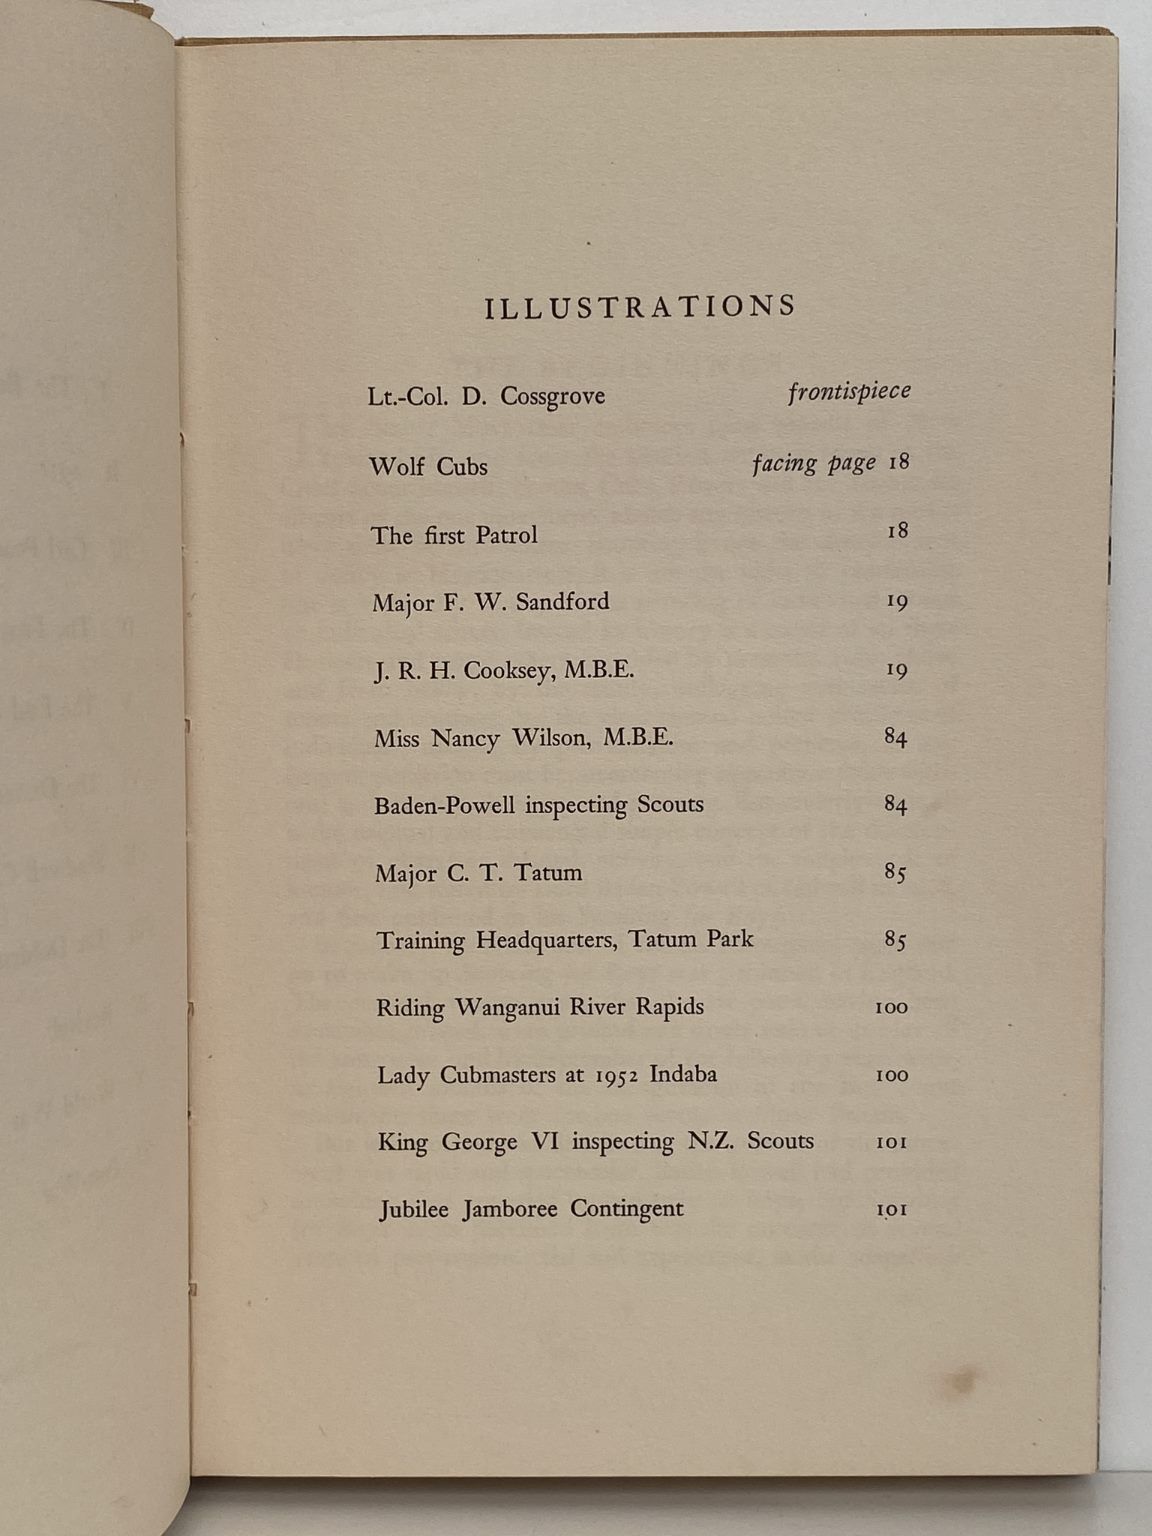 ILLUSTRATIONS
Lt.-Col. D. Cossgrove frontispiece
Wolf Cubs facing page 18
The first Patrol 18
Major F. W. Sandford 19
J. R. H. Cooksey, M.B.E. 19
Miss Nancy Wilson, M.B.E. 84
Baden-Powell inspecting Scouts 84
Major C. T. Tatum 85
Training Headquarters, Tatum Park 85
Riding Wanganui River Rapids 100
Lady Cubmasters at 1952 Indaba 100
King George VI inspecting N.Z. Scouts 101
Jubilee Jamboree Contingent 101